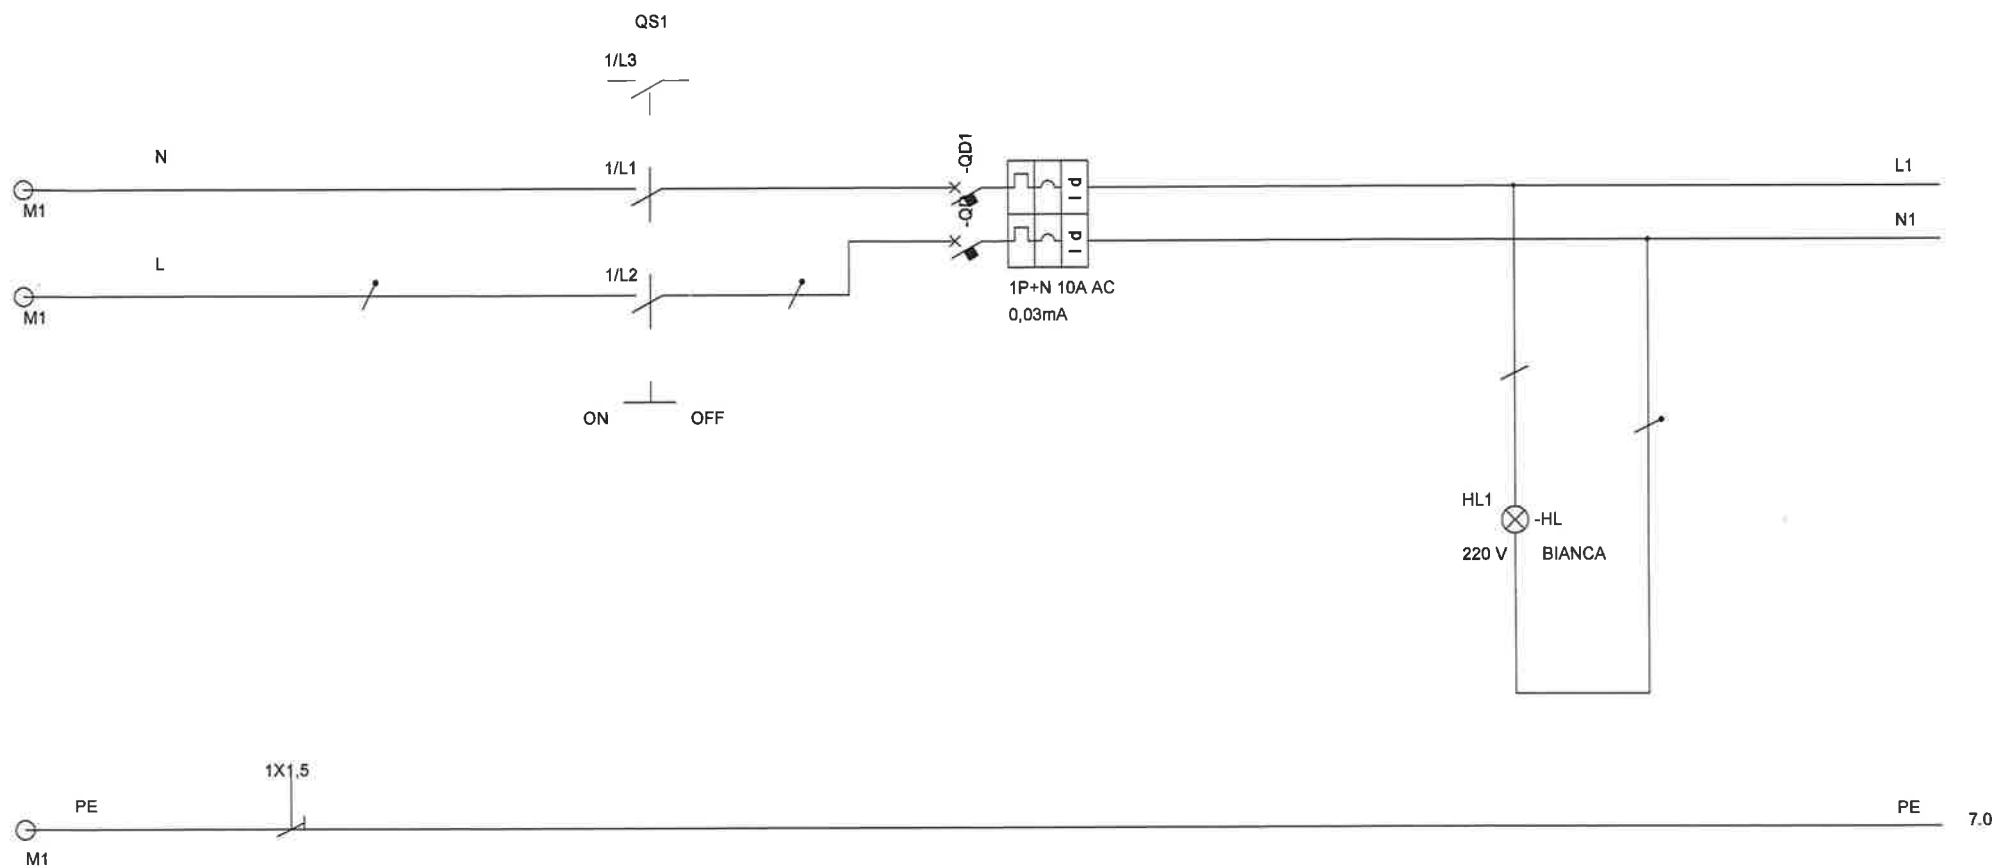 QS1
1/L3
N
1/L1
-QD1
L1
M1
-QD
N1
L
1/L2
1P+N 10A AC
0,03mA
M1
ON
OFF
HL1
-HL
220 V
BIANCA
1X1,5
PE
PE
7.0
M1